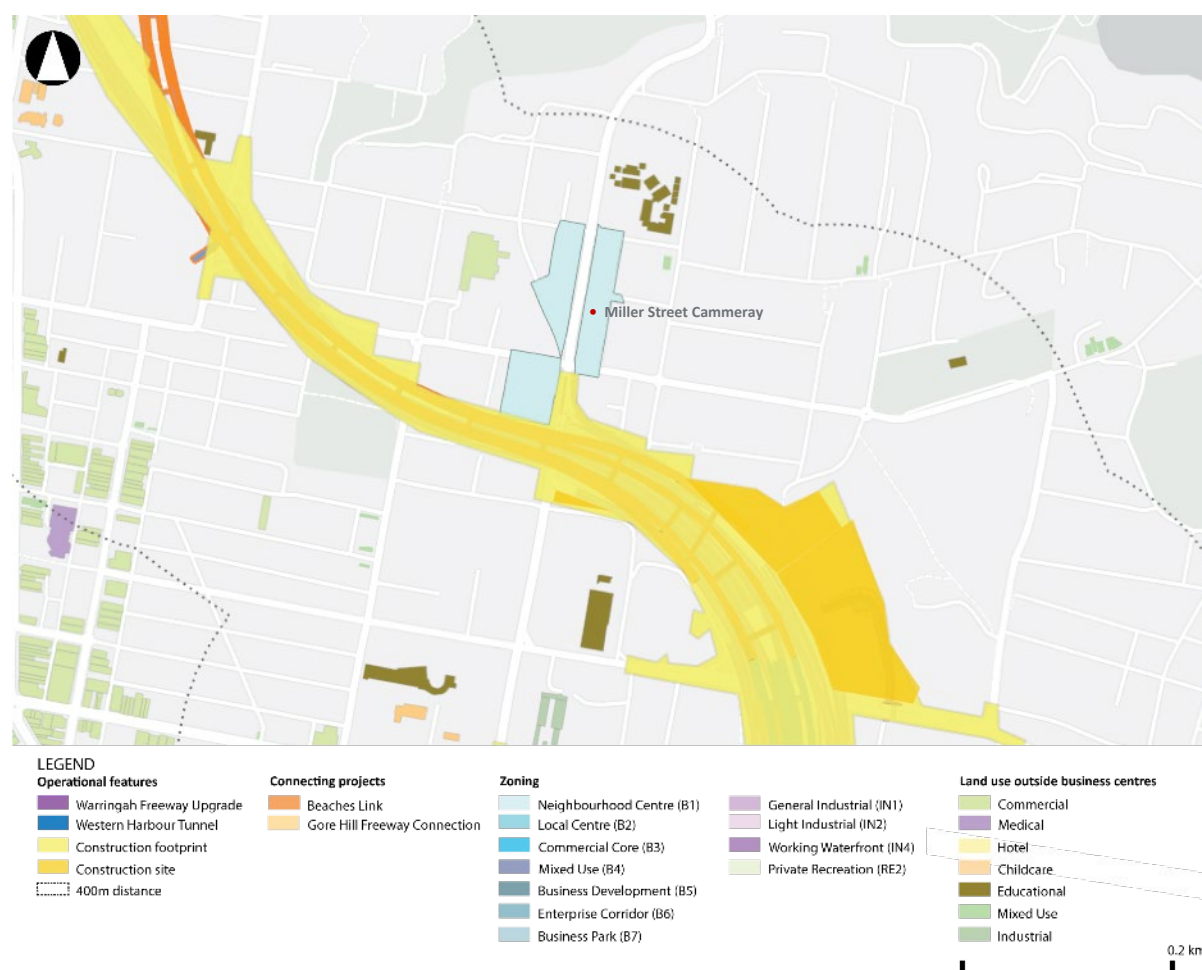 Miller Street Cammeray
LEGEND
Operational features
Warringah Freeway Upgrade
Western Harbour Tunnel
Construction footprint
Construction site
400m distance
Connecting projects
Beaches Link
Gore Hill Freeway Connection
Zoning
Neighbourhood Centre (B1)
Local Centre (B2)
Commercial Core (B3)
Mixed Use (B4)
Business Development (B5)
Enterprise Corridor (B6)
Business Park (B7)
General Industrial (IN1)
Light Industrial (IN2)
Working Waterfront (IN4)
Private Recreation (RE2)
Land use outside business centres
Commercial
Medical
Hotel
Childcare
Educational
Mixed Use
Industrial
0.2 km